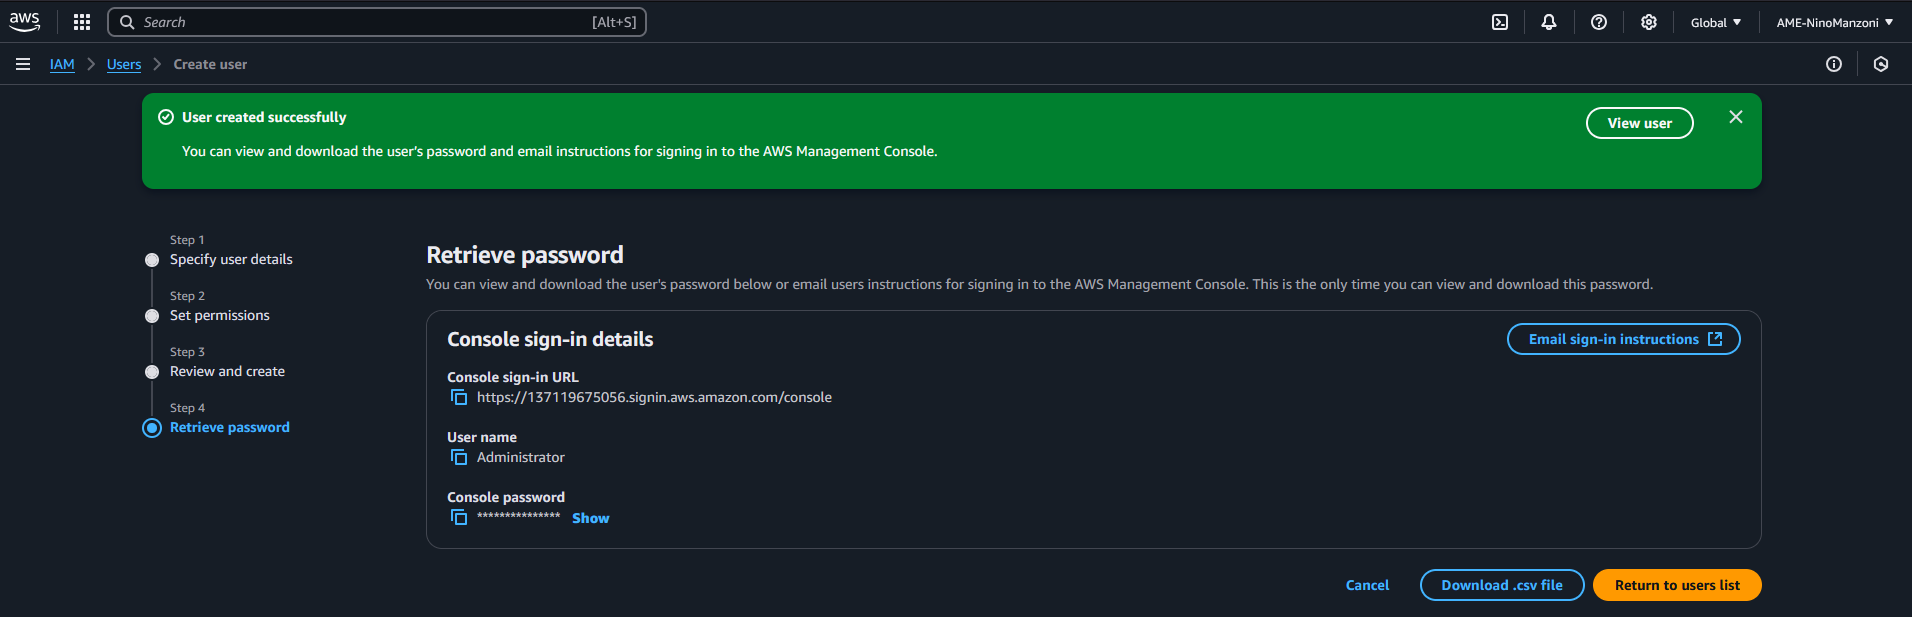 aws
Search [Alt+S]
Global
AME-NinoManzoni
IAM
Users
Create user
User created successfully
You can view and download the user's password and email instructions for signing in to the AWS Management Console.
View user
Step 1
Specify user details
Step 2
Set permissions
Step 3
Review and create
Step 4
Retrieve password
Retrieve password
You can view and download the user's password below or email users instructions for signing in to the AWS Management Console. This is the only time you can view and download this password.
Console sign-in details
Email sign-in instructions
Console sign-in URL
https://137119675056.signin.aws.amazon.com/console
User name
Administrator
Console password
*************** Show
Cancel
Download .csv file
Return to users list